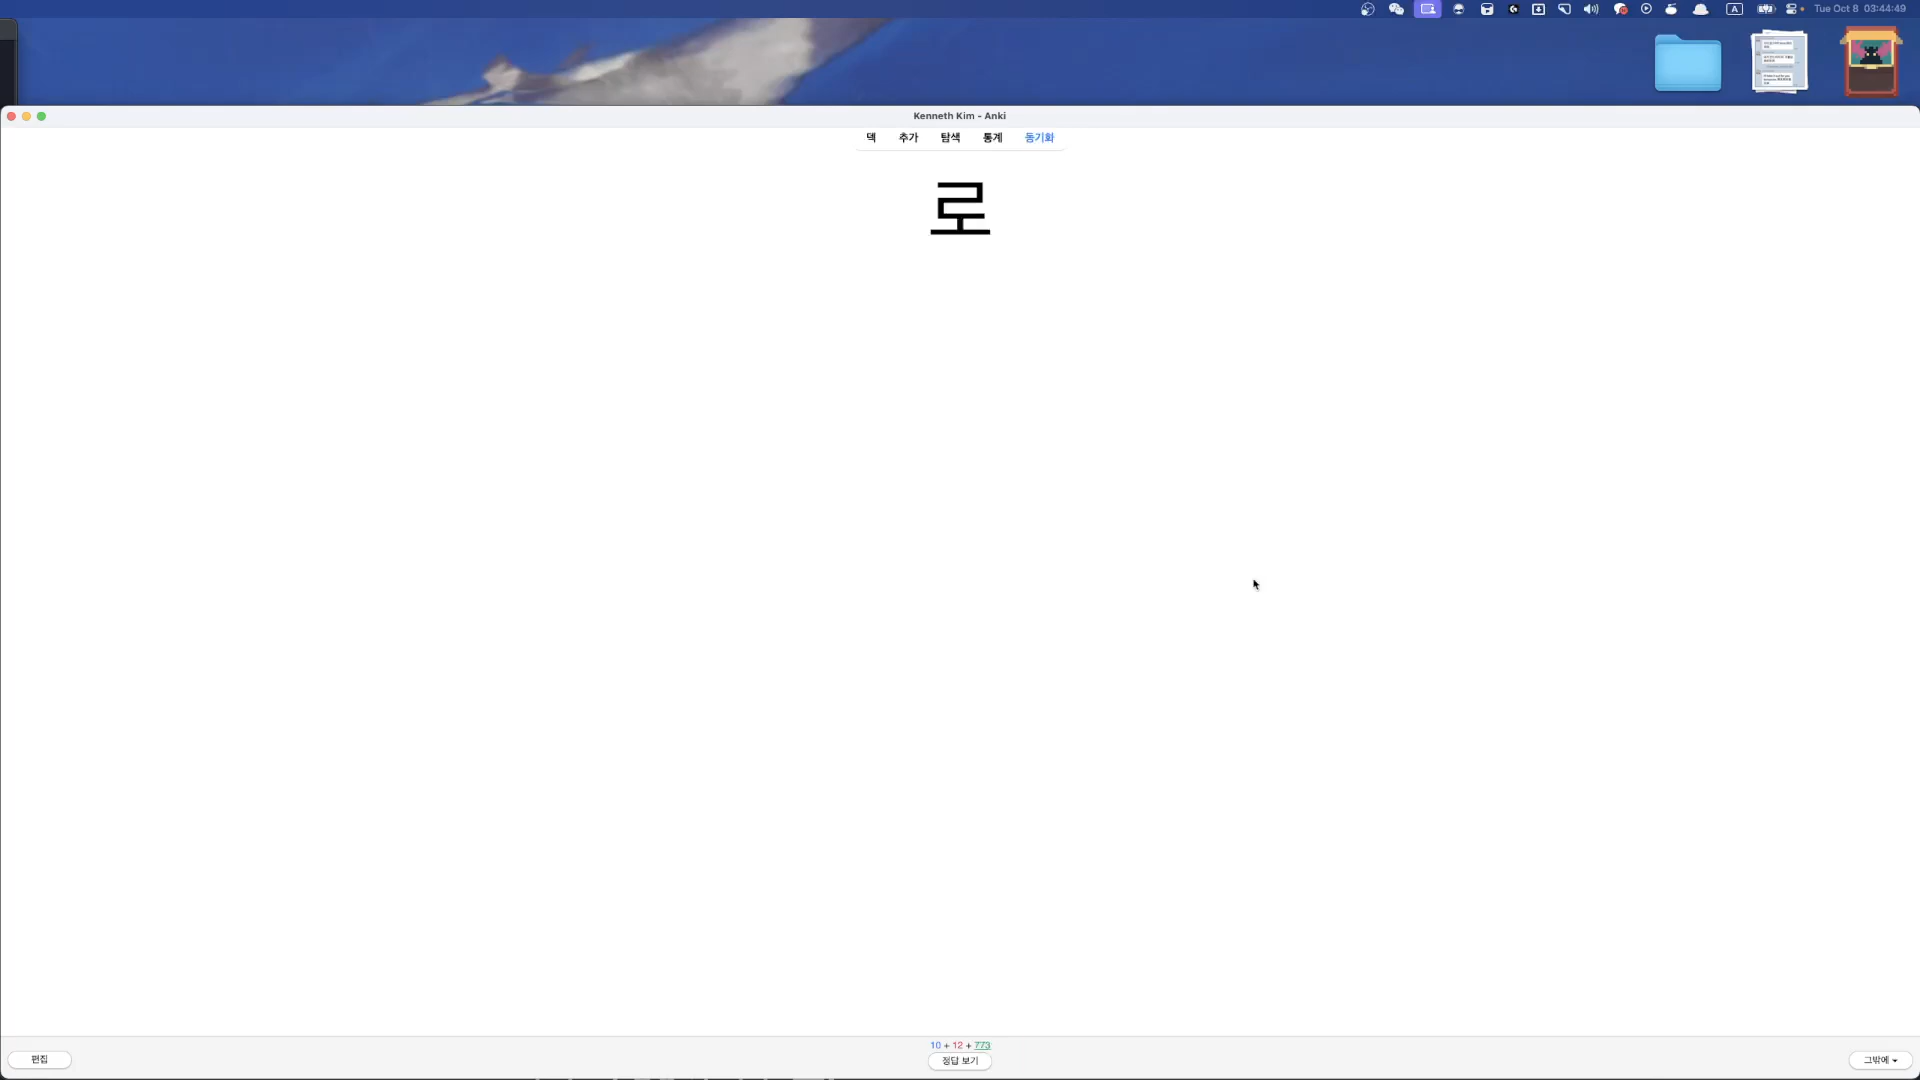 A
Tue Oct 8 03:44:49
Kenneth Kim - Anki
덱 추가 탐색 통계 동기화
로
10 + 12 + 773
편집
정답 보기
그밖에